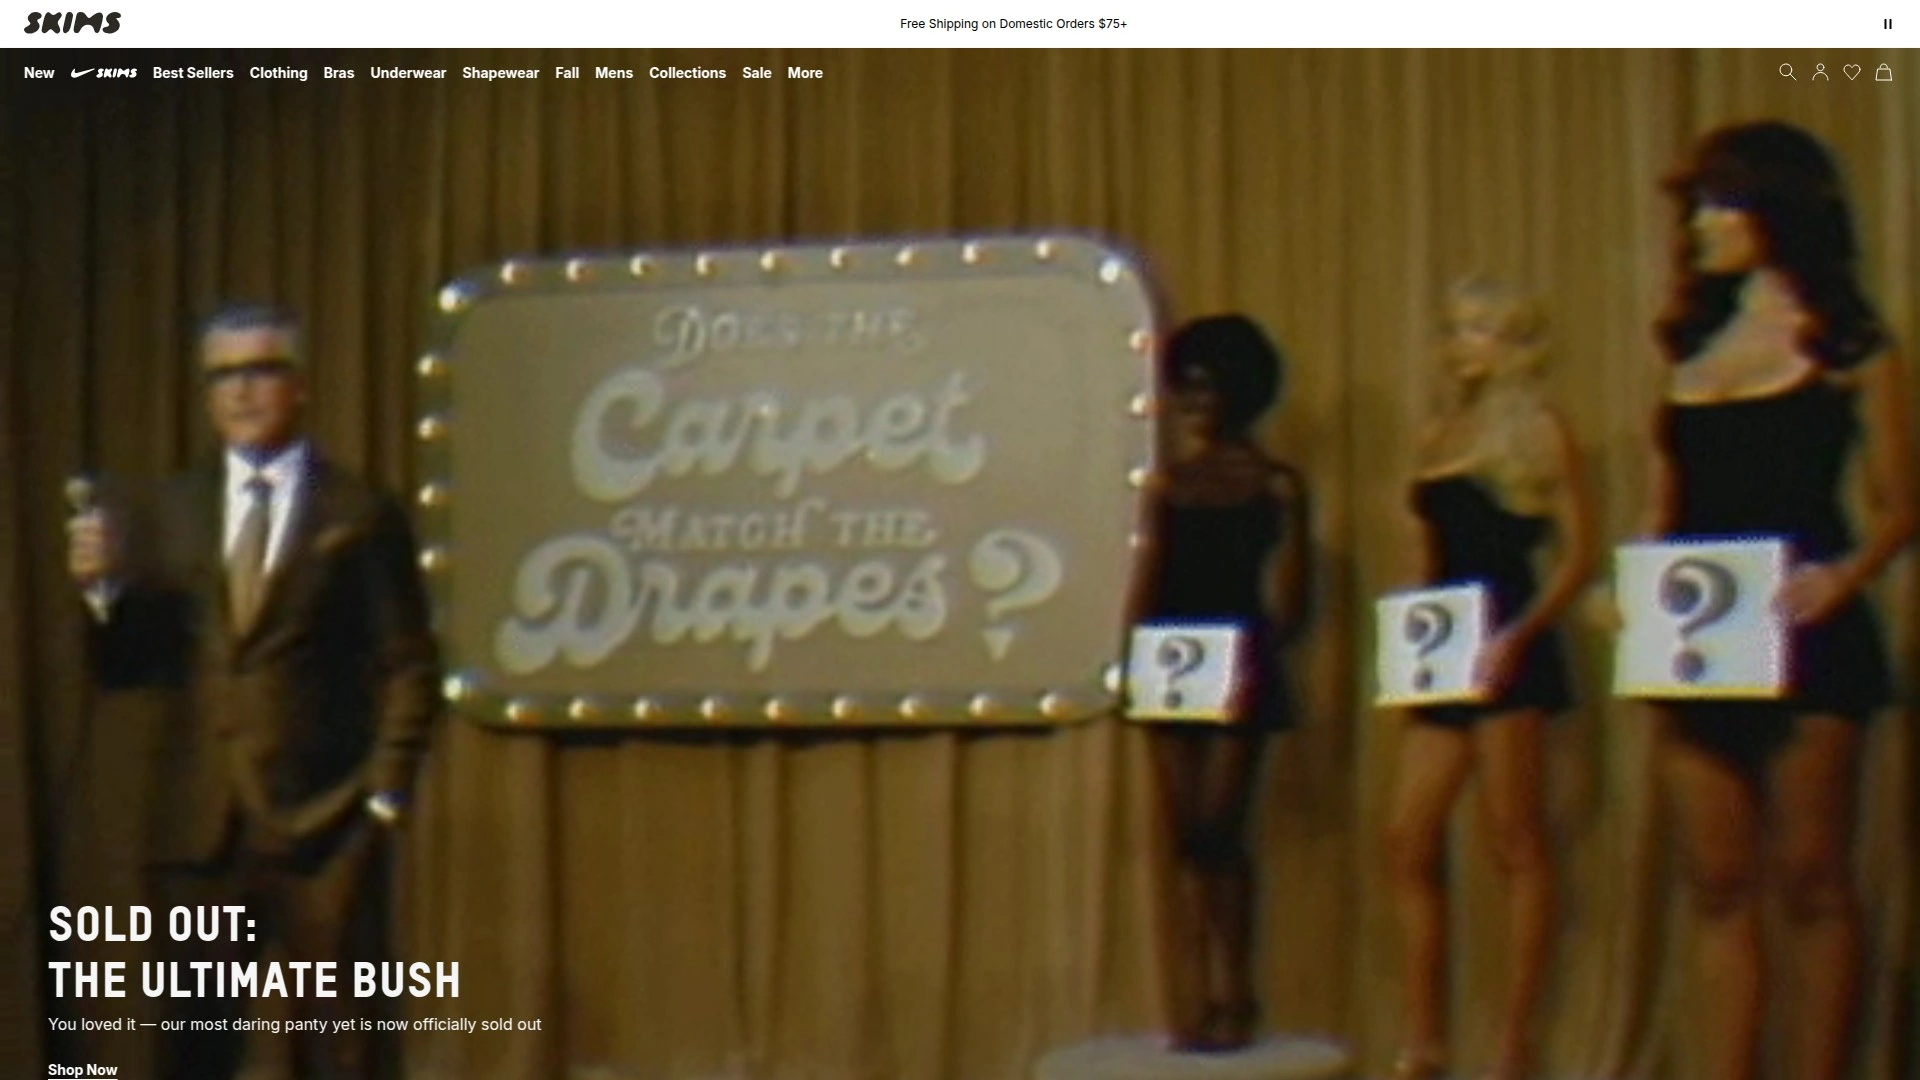 SKIMS
Free Shipping on Domestic Orders $75+
New SKIMS Best Sellers Clothing Bras Underwear Shapewear Fall Mens Collections Sale More
DOES THE
Carpet
MATCH THE
Drapes?
? ? ?
SOLD OUT:
THE ULTIMATE BUSH
You loved it — our most daring panty yet is now officially sold out
Shop Now